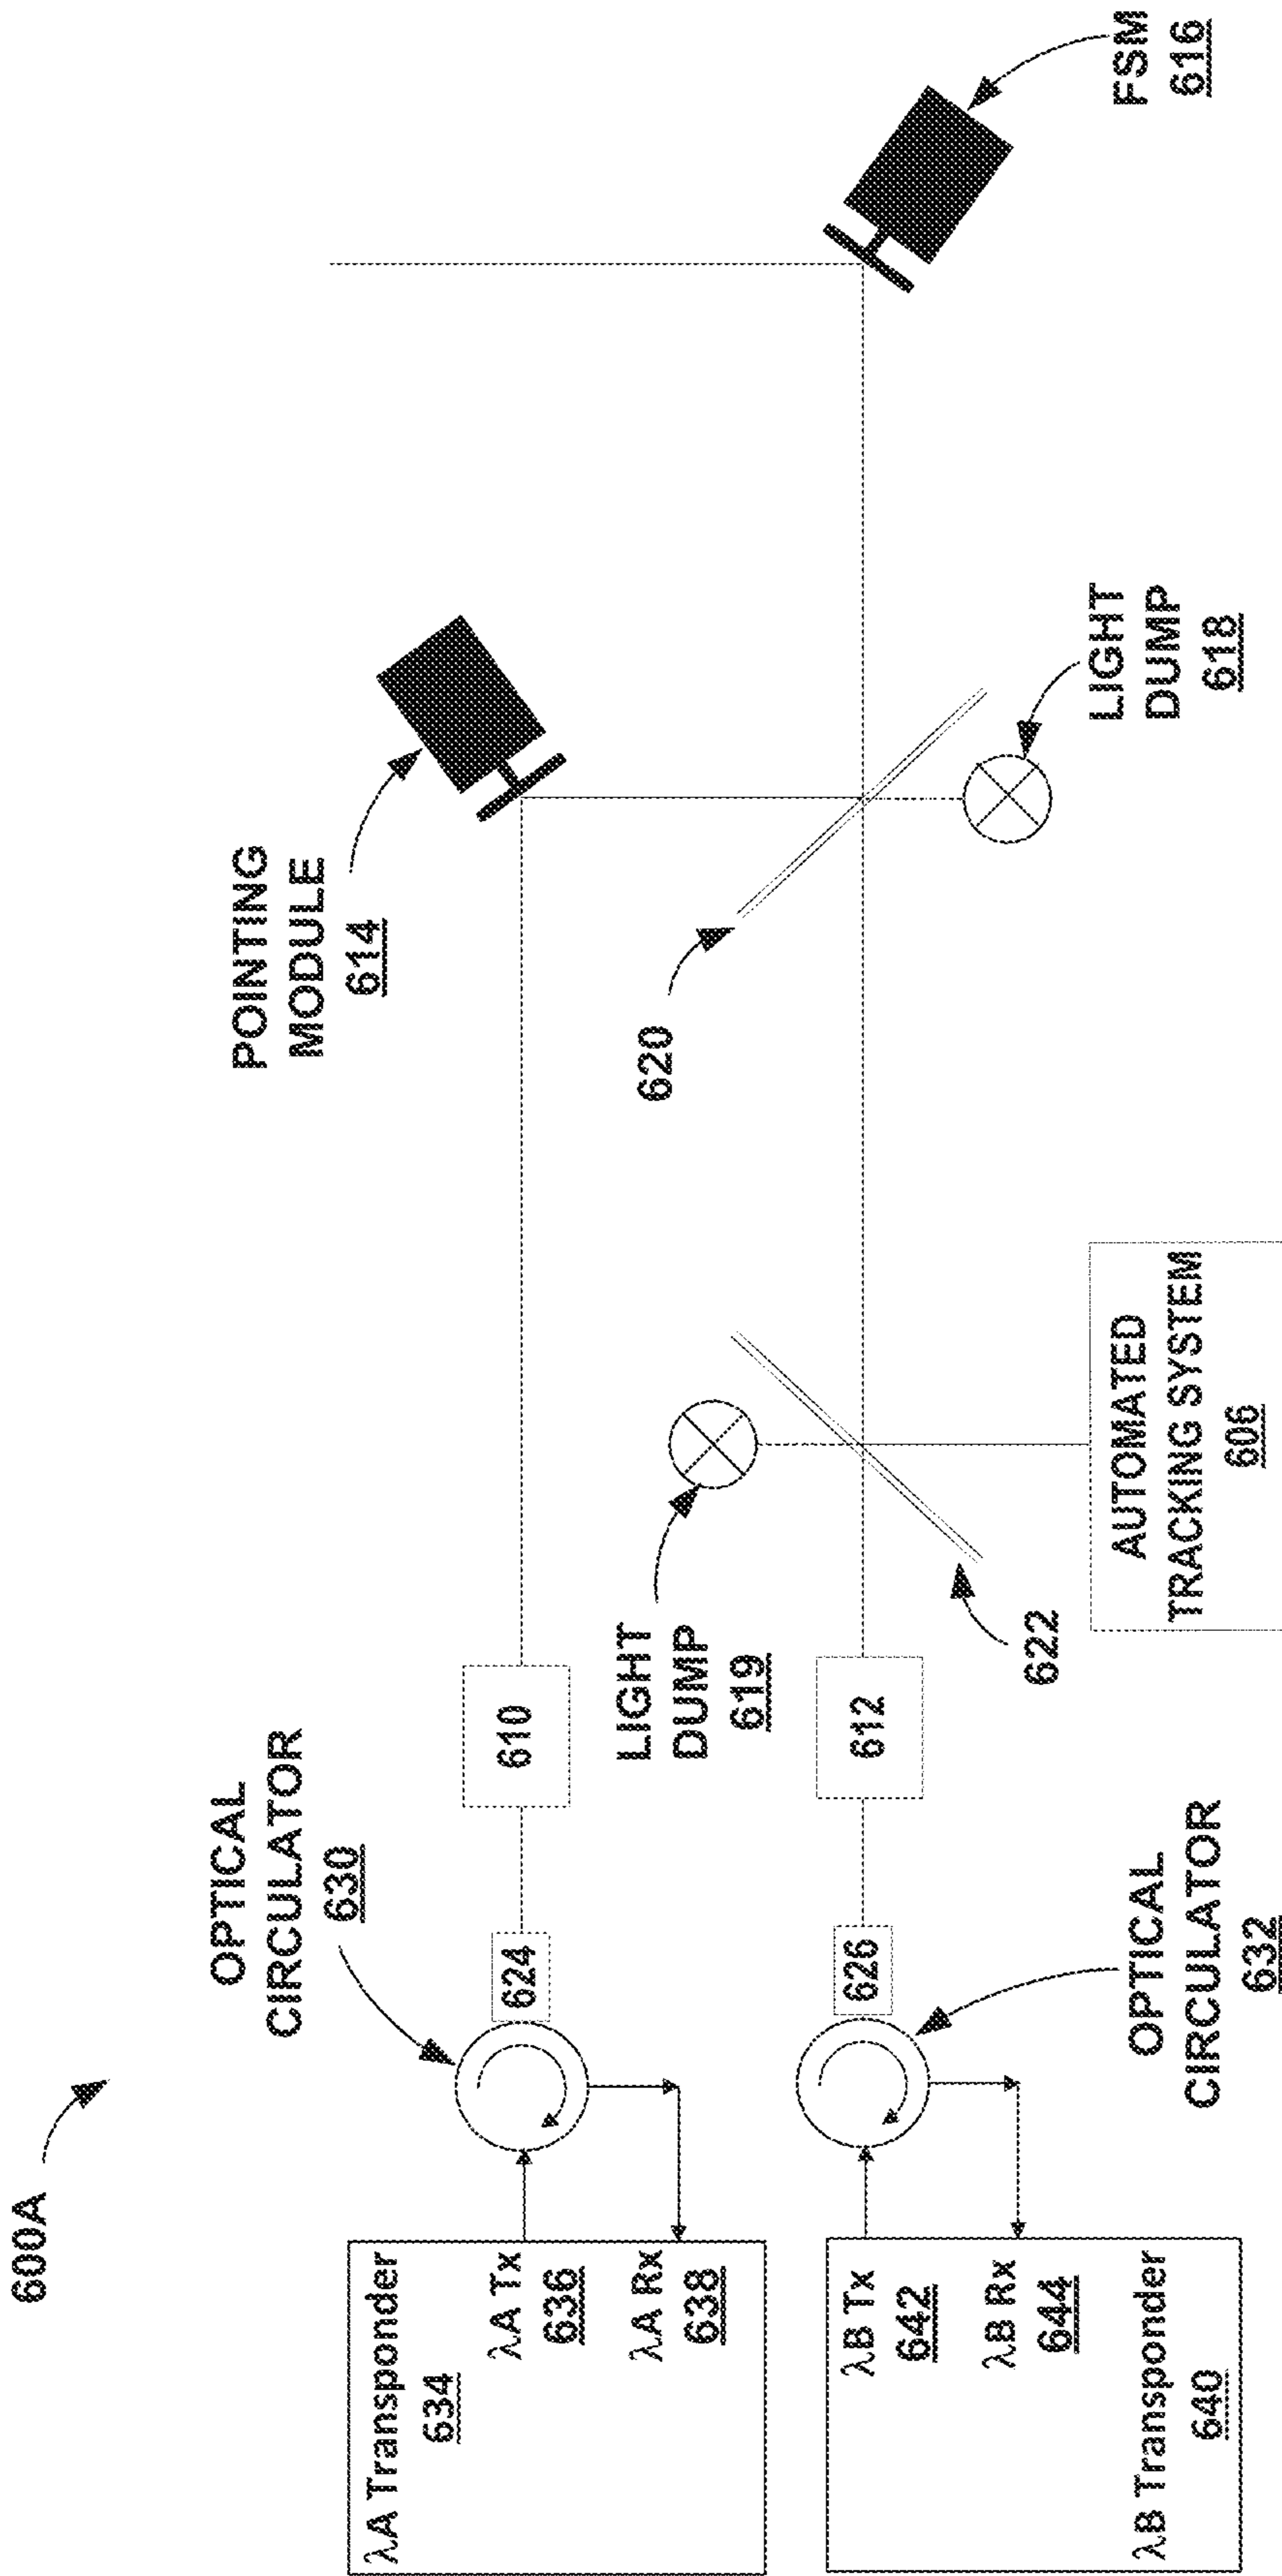 600A
OPTICAL
CIRCULATOR
630
POINTING
MODULE
614
λA Transponder
634
λA Tx
636
λA Rx
638
624
610
LIGHT
DUMP
619
620
λB Tx
642
λB Rx
644
λB Transponder
640
626
612
622
OPTICAL
CIRCULATOR
632
AUTOMATED
TRACKING SYSTEM
606
LIGHT
DUMP
618
FSM
616